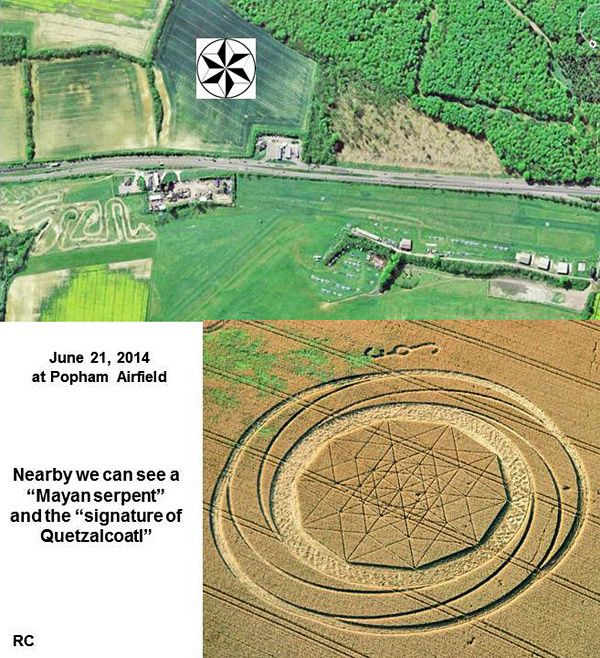 June 21, 2014
at Popham Airfield
Nearby we can see a
“Mayan serpent”
and the “signature of
Quetzalcoatl”
RC